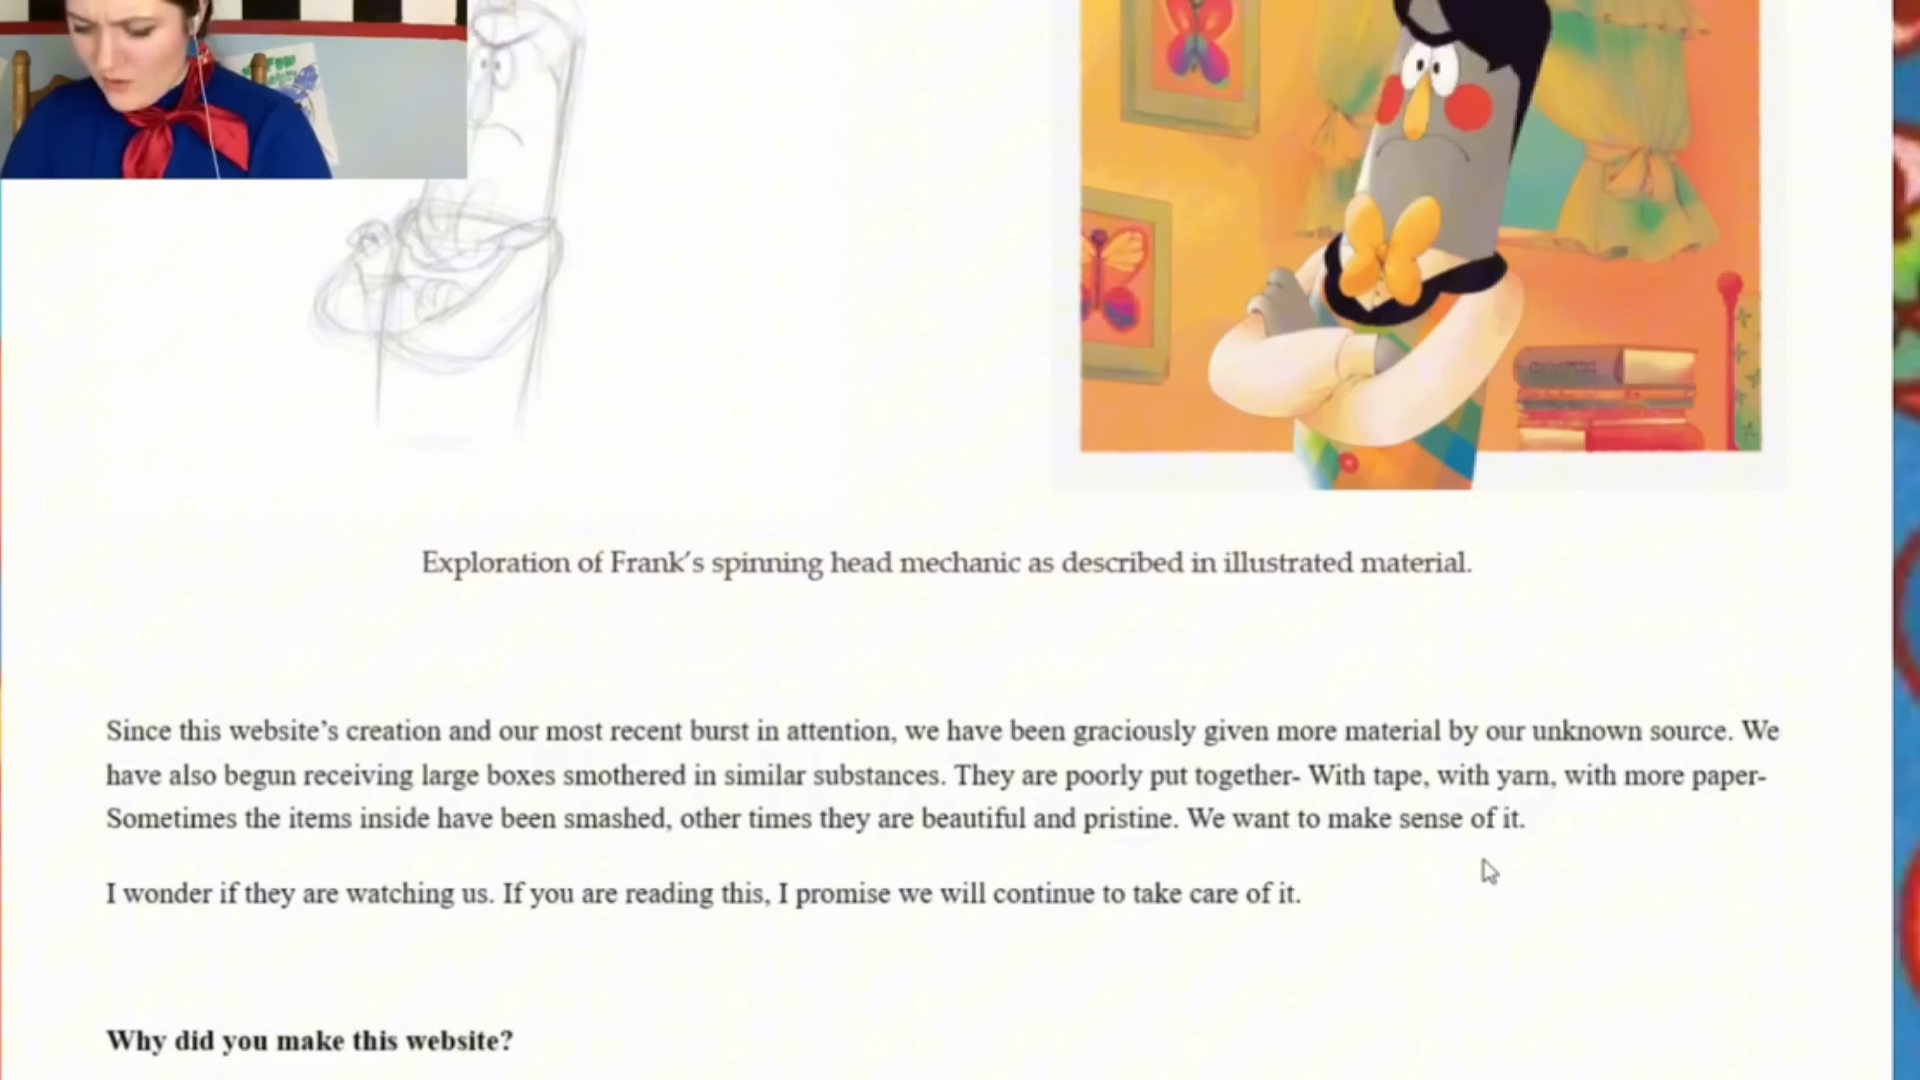 Exploration of Frank's spinning head mechanic as described in illustrated material.
Since this website's creation and our most recent burst in attention, we have been graciously given more material by our unknown source. We
have also begun receiving large boxes smothered in similar substances. They are poorly put together- With tape, with yarn, with more paper-
Sometimes the items inside have been smashed, other times they are beautiful and pristine. We want to make sense of it.
I wonder if they are watching us. If you are reading this, I promise we will continue to take care of it.
Why did you make this website?